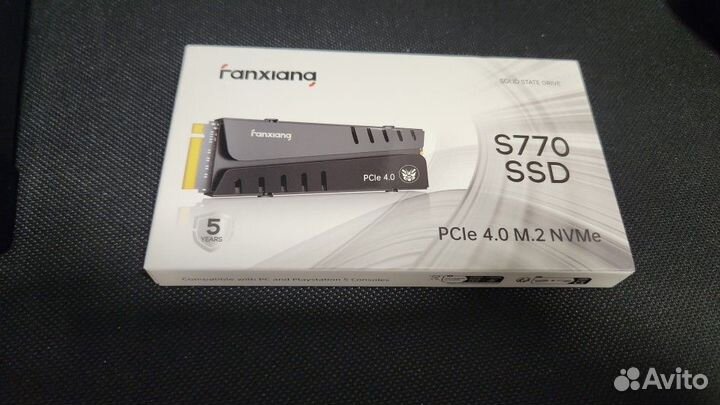 fanxiang
SOLID STATE DRIVE
fanxiang
PCIe 4.0
S770
SSD
5
YEARS
PCIe 4.0 M.2 NVMe
Compatible with PC and Playstation 5 Consoles
Avito